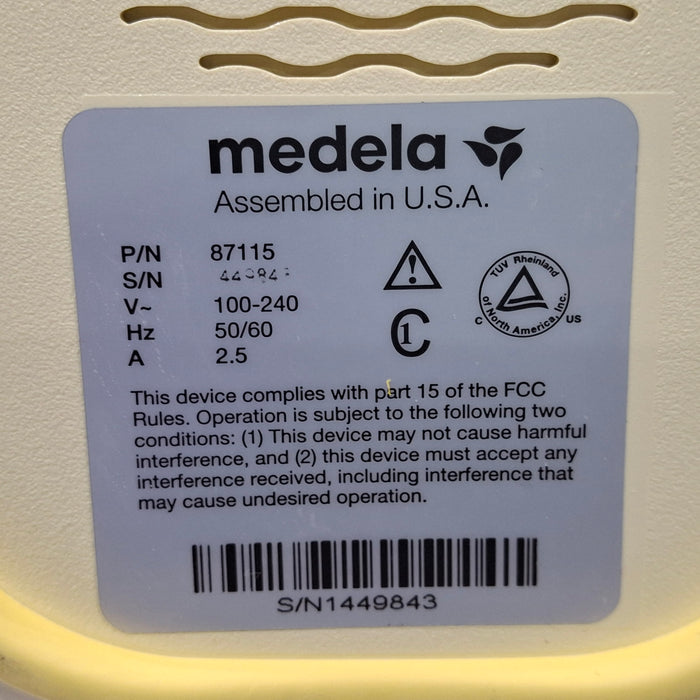 medela
Assembled in U.S.A.
P/N 87115
S/N
V~ 100-240
Hz 50/60
A 2.5
TUV Rheinland
of North America, Inc.
C US
This device complies with part 15 of the FCC
Rules. Operation is subject to the following two
conditions: (1) This device may not cause harmful
interference, and (2) this device must accept any
interference received, including interference that
may cause undesired operation.
S/N1449843